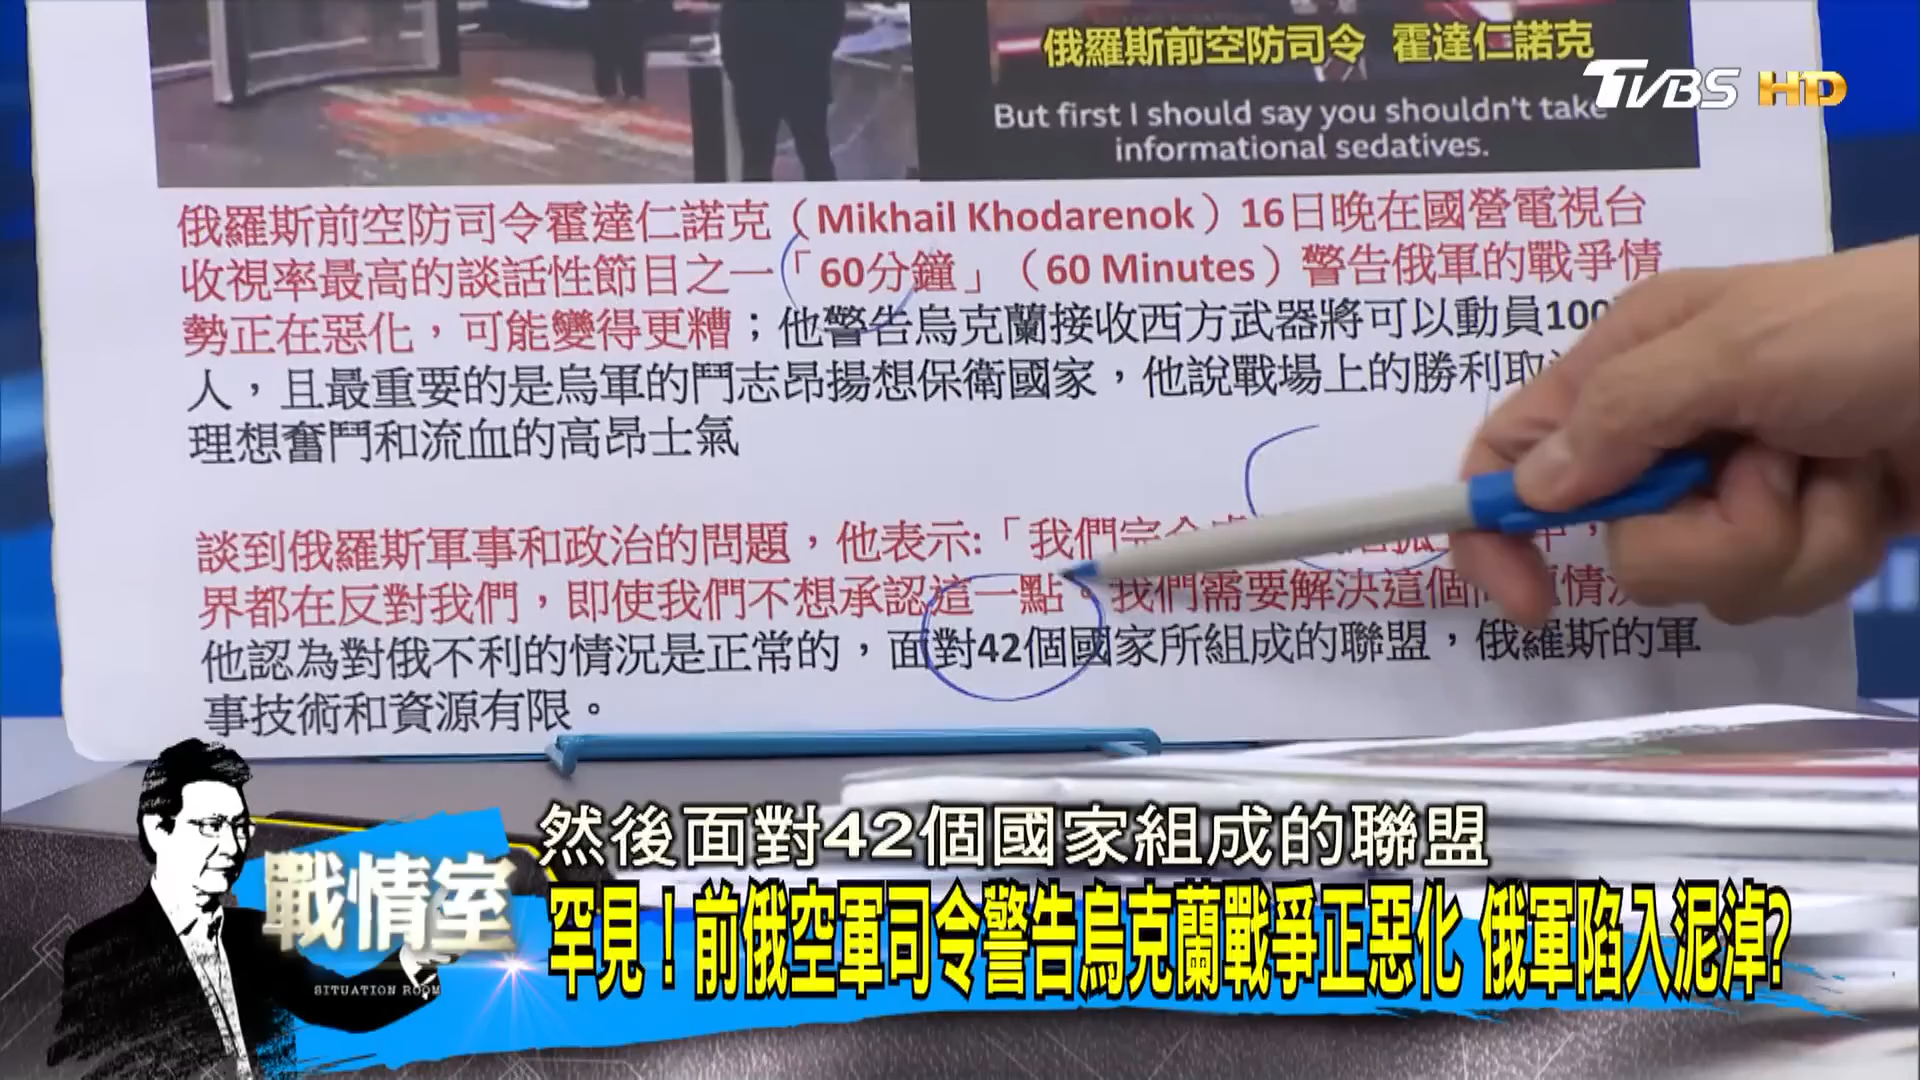 俄羅斯前空防司令 霍達仁諾克
TVBS HD
But first I should say you shouldn't take
informational sedatives.
俄羅斯前空防司令霍達仁諾克（Mikhail Khodarenok）16日晚在國營電視台
收視率最高的談話性節目之一「60分鐘」（60 Minutes）警告俄軍的戰爭情
勢正在惡化，可能變得更糟；他警告烏克蘭接收西方武器將可以動員100
人，且最重要的是烏軍的鬥志昂揚想保衛國家，他說戰場上的勝利取
理想奮鬥和流血的高昂士氣
談到俄羅斯軍事和政治的問題，他表示:「我們完全
界都在反對我們，即使我們不想承認這一點。我們需要解決這個
他認為對俄不利的情況是正常的，面對42個國家所組成的聯盟，俄羅斯的軍
事技術和資源有限。
然後面對42個國家組成的聯盟
戰情室
SITUATION ROOM
罕見！前俄空軍司令警告烏克蘭戰爭正惡化 俄軍陷入泥淖?